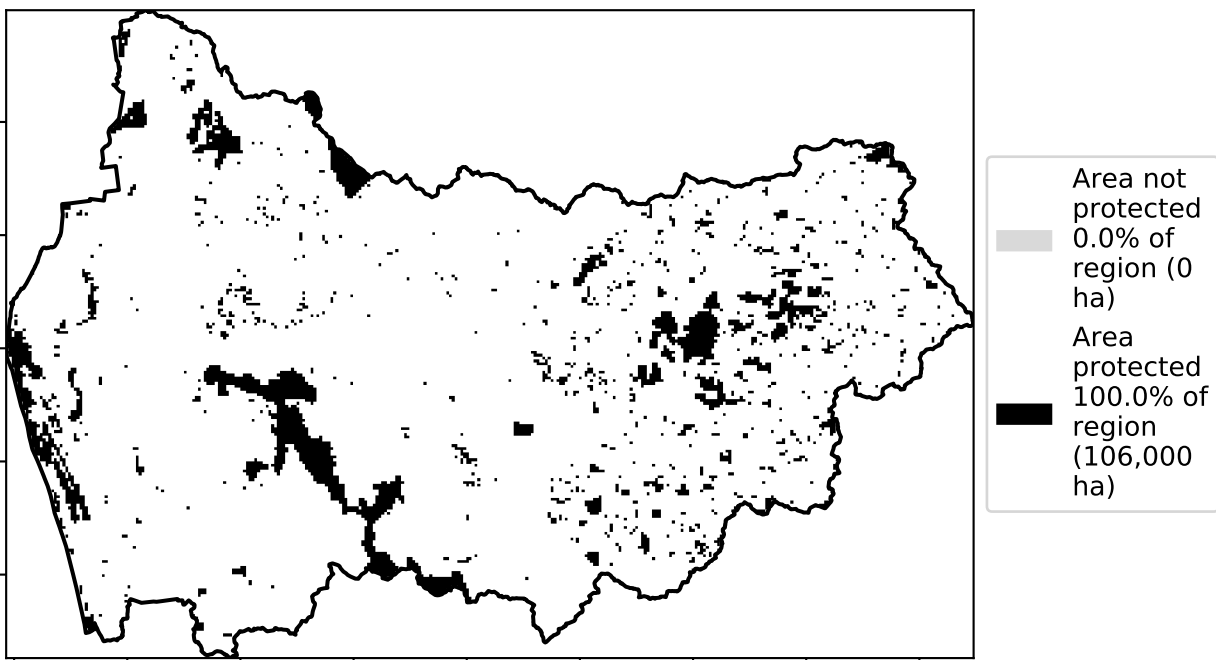 Area not
protected
0.0% of
region (0
ha)
Area
protected
100.0% of
region
(106,000
ha)